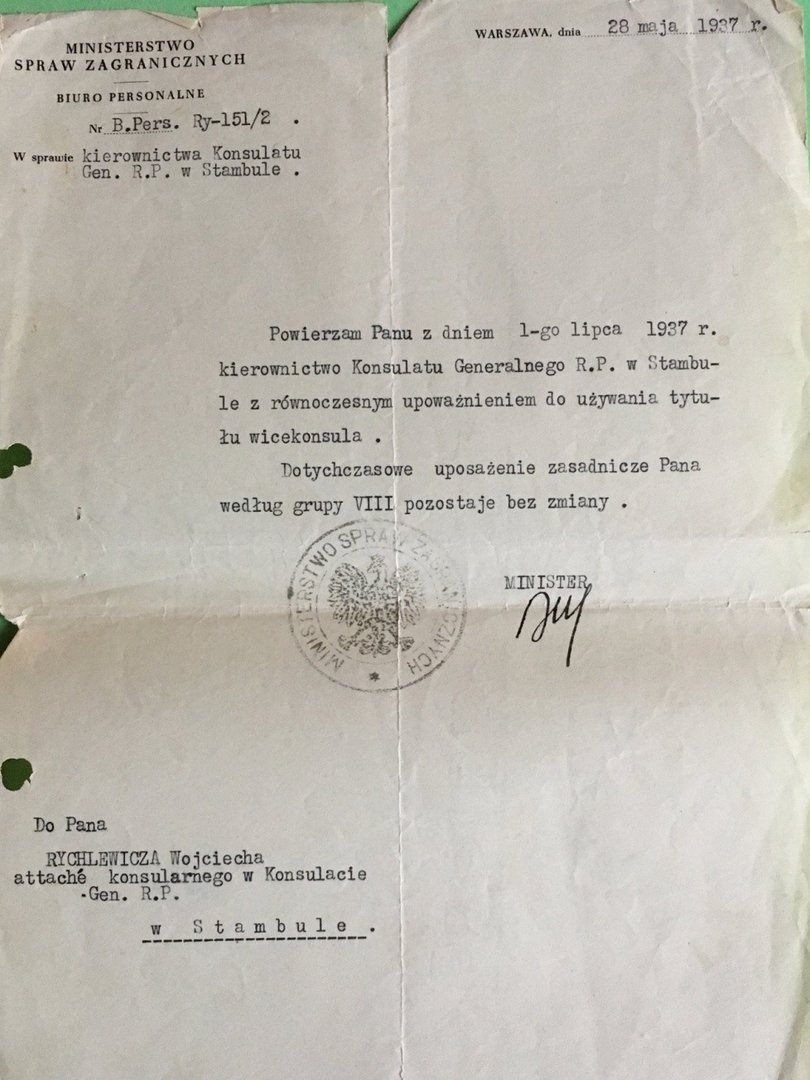 MINISTERSTWO
SPRAW ZAGRANICZNYCH
BIURO PERSONALNE
Nr B.Pers. Ry-151/2 .
W sprawie kierownictwa Konsulatu
Gen. R.P. w Stambule .
WARSZAWA, dnia 28 maja 1937 r.
Powierzam Panu z dniem 1-go lipca 1937 r.
kierownictwo Konsulatu Generalnego R.P. w Stambu-
le z równoczesnym upoważnieniem do używania tytu-
łu wicekonsula .
Dotychczasowe uposażenie zasadnicze Pana
według grupy VIII pozostaje bez zmiany .
MINISTERSTWO SPRAW ZAGRANICZNYCH
MINISTER
Do Pana
RYCHLEWICZA Wojciecha
attaché konsularnego w Konsulacie
-Gen. R.P.
w Stambule .